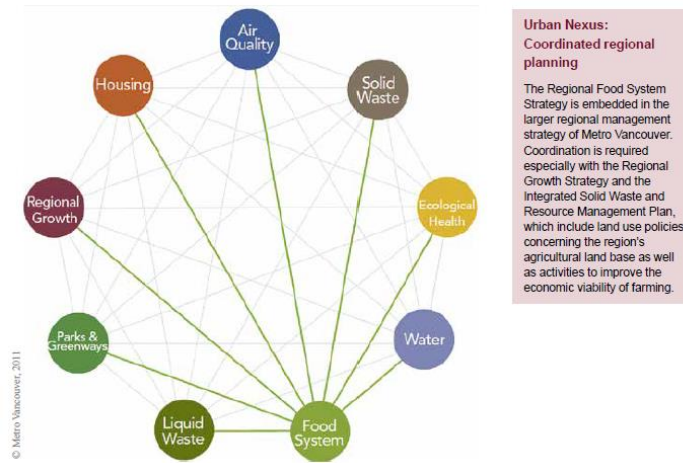 Air
Quality
Housing
Solid
Waste
Regional
Growth
Ecological
Health
Parks &
Greenways
Water
Liquid
Waste
Food
System
© Metro Vancouver, 2011
Urban Nexus:
Coordinated regional
planning
The Regional Food System
Strategy is embedded in the
larger regional management
strategy of Metro Vancouver.
Coordination is required
especially with the Regional
Growth Strategy and the
Integrated Solid Waste and
Resource Management Plan,
which include land use policies
concerning the region's
agricultural land base as well
as activities to improve the
economic viability of farming.